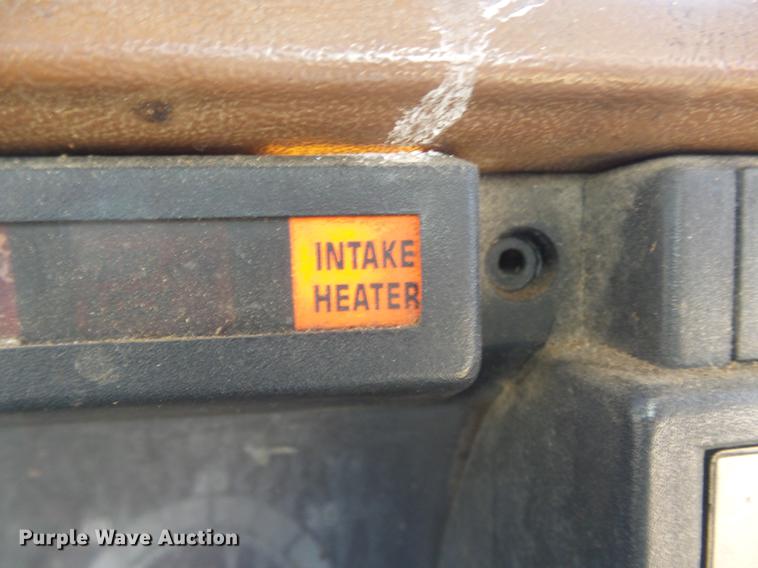 INTAKE
HEATER
Purple Wave Auction